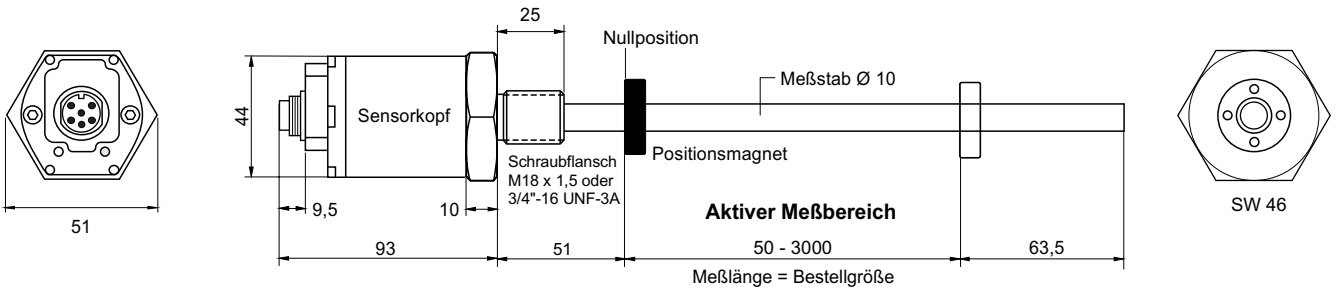 25
Nullposition
Meßstab Ø 10
44
Sensorkopf
Positionsmagnet
Schraubflansch
M18 x 1,5 oder
3/4"-16 UNF-3A
9,5
10
51
SW 46
Aktiver Meßbereich
93
51
50 - 3000
63,5
Meßlänge = Bestellgröße